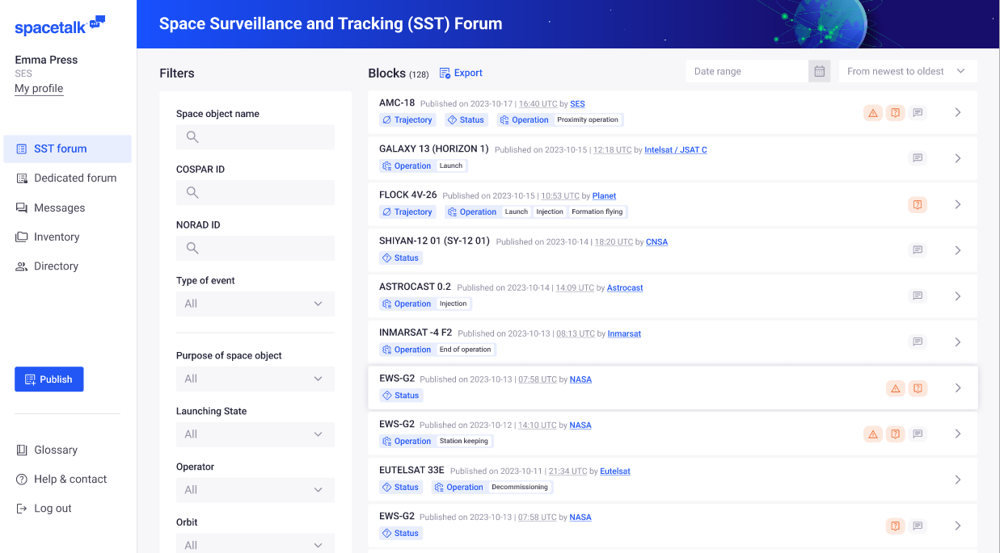 spacetalk
Space Surveillance and Tracking (SST) Forum
Emma Press
SES
My profile
SST forum
Dedicated forum
Messages
Inventory
Directory
Publish
Glossary
Help & contact
Log out
Filters
Space object name
COSPAR ID
NORAD ID
Type of event
All
Purpose of space object
All
Launching State
All
Operator
All
Orbit
All
Blocks (128) Export
Date range
From newest to oldest
AMC-18 Published on 2023-10-17 | 16:40 UTC by SES
Trajectory Status Operation Proximity operation
GALAXY 13 (HORIZON 1) Published on 2023-10-15 | 12:18 UTC by Intelsat / JSAT C
Operation Launch
FLOCK 4V-26 Published on 2023-10-15 | 10:53 UTC by Planet
Trajectory Operation Launch Injection Formation flying
SHIYAN-12 01 (SY-12 01) Published on 2023-10-14 | 18:20 UTC by CNSA
Status
ASTROCAST 0.2 Published on 2023-10-14 | 14:09 UTC by Astrocast
Operation Injection
INMARSAT -4 F2 Published on 2023-10-13 | 08:13 UTC by Inmarsat
Operation End of operation
EWS-G2 Published on 2023-10-13 | 07:58 UTC by NASA
Status
EWS-G2 Published on 2023-10-12 | 14:10 UTC by NASA
Operation Station keeping
EUTELSAT 33E Published on 2023-10-11 | 21:34 UTC by Eutelsat
Status Operation Decommissioning
EWS-G2 Published on 2023-10-13 | 07:58 UTC by NASA
Status